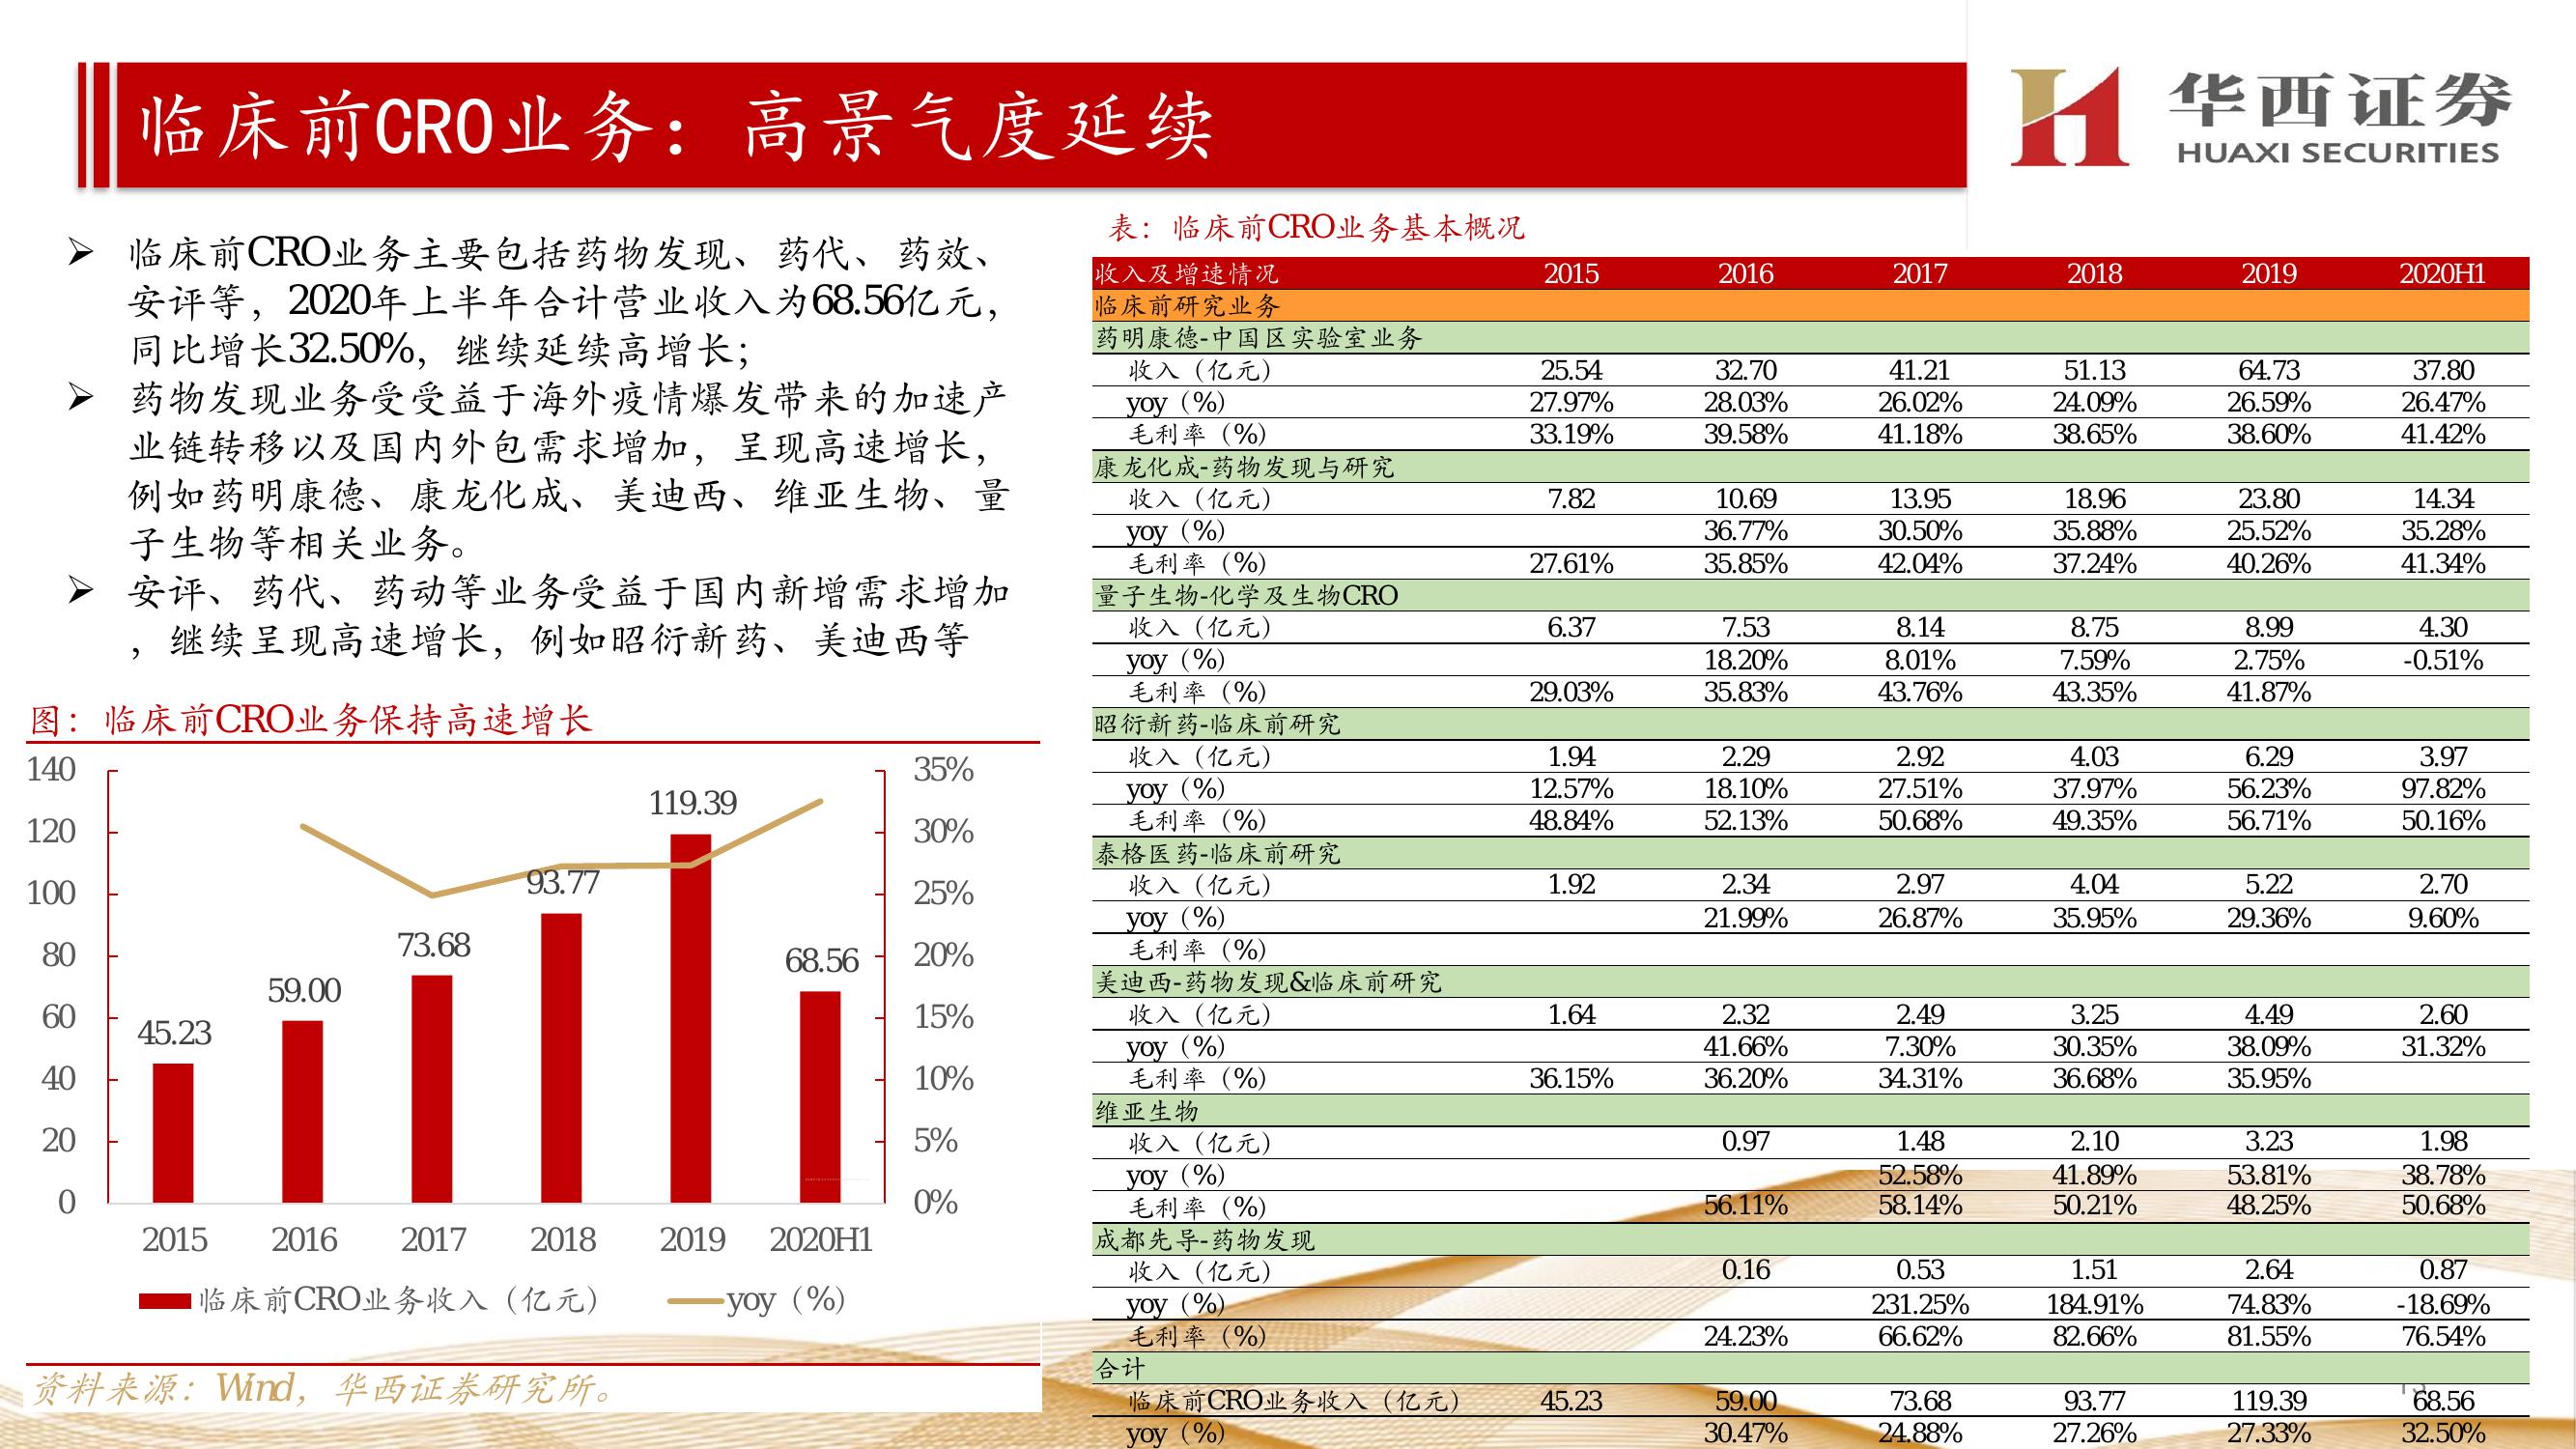 临床前CRO业务：高景气度延续
华西证券
HUAXI SECURITIES
➢ 临床前CRO业务主要包括药物发现、药代、药效、
安评等，2020年上半年合计营业收入为68.56亿元，
同比增长32.50%，继续延续高增长；
➢ 药物发现业务受受益于海外疫情爆发带来的加速产
业链转移以及国内外包需求增加，呈现高速增长，
例如药明康德、康龙化成、美迪西、维亚生物、量
子生物等相关业务。
➢ 安评、药代、药动等业务受益于国内新增需求增加
，继续呈现高速增长，例如昭衍新药、美迪西等
图：临床前CRO业务保持高速增长
140 35%
120 30%
100 25%
80 20%
60 15%
40 10%
20 5%
0 0%
45.23 59.00 73.68 93.77 119.39 68.56
2015 2016 2017 2018 2019 2020H1
临床前CRO业务收入（亿元） yoy（%）
资料来源：Wind，华西证券研究所。
表：临床前CRO业务基本概况
收入及增速情况 2015 2016 2017 2018 2019 2020H1
临床前研究业务
药明康德-中国区实验室业务
收入（亿元） 25.54 32.70 41.21 51.13 64.73 37.80
yoy（%） 27.97% 28.03% 26.02% 24.09% 26.59% 26.47%
毛利率（%） 33.19% 39.58% 41.18% 38.65% 38.60% 41.42%
康龙化成-药物发现与研究
收入（亿元） 7.82 10.69 13.95 18.96 23.80 14.34
yoy（%） 36.77% 30.50% 35.88% 25.52% 35.28%
毛利率（%） 27.61% 35.85% 42.04% 37.24% 40.26% 41.34%
量子生物-化学及生物CRO
收入（亿元） 6.37 7.53 8.14 8.75 8.99 4.30
yoy（%） 18.20% 8.01% 7.59% 2.75% -0.51%
毛利率（%） 29.03% 35.83% 43.76% 43.35% 41.87%
昭衍新药-临床前研究
收入（亿元） 1.94 2.29 2.92 4.03 6.29 3.97
yoy（%） 12.57% 18.10% 27.51% 37.97% 56.23% 97.82%
毛利率（%） 48.84% 52.13% 50.68% 49.35% 56.71% 50.16%
泰格医药-临床前研究
收入（亿元） 1.92 2.34 2.97 4.04 5.22 2.70
yoy（%） 21.99% 26.87% 35.95% 29.36% 9.60%
毛利率（%）
美迪西-药物发现&临床前研究
收入（亿元） 1.64 2.32 2.49 3.25 4.49 2.60
yoy（%） 41.66% 7.30% 30.35% 38.09% 31.32%
毛利率（%） 36.15% 36.20% 34.31% 36.68% 35.95%
维亚生物
收入（亿元） 0.97 1.48 2.10 3.23 1.98
yoy（%） 52.58% 41.89% 53.81% 38.78%
毛利率（%） 56.11% 58.14% 50.21% 48.25% 50.68%
成都先导-药物发现
收入（亿元） 0.16 0.53 1.51 2.64 0.87
yoy（%） 231.25% 184.91% 74.83% -18.69%
毛利率（%） 24.23% 66.62% 82.66% 81.55% 76.54%
合计
临床前CRO业务收入（亿元） 45.23 59.00 73.68 93.77 119.39 68.56
yoy（%） 30.47% 24.88% 27.26% 27.33% 32.50%